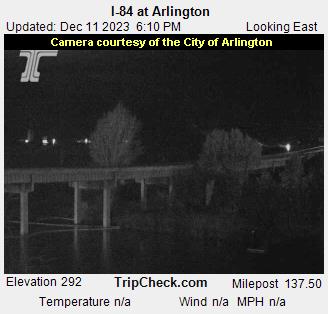 I-84 at Arlington
Updated: Dec 11 2023 6:10 PM Looking East
Camera courtesy of the City of Arlington
Elevation 292 TripCheck.com Milepost 137.50
Temperature n/a Wind n/a MPH n/a